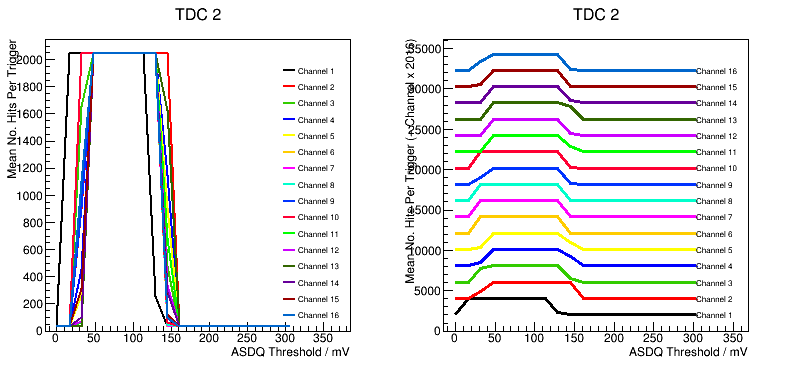 TDC 2
Mean No. Hits Per Trigger
2000
1800
1600
1400
1200
1000
800
600
400
200
0
0 50 100 150 200 250 300 350
ASDQ Threshold / mV
Channel 1
Channel 2
Channel 3
Channel 4
Channel 5
Channel 6
Channel 7
Channel 8
Channel 9
Channel 10
Channel 11
Channel 12
Channel 13
Channel 14
Channel 15
Channel 16
TDC 2
Mean No. Hits Per Trigger (+ Channel x 2016)
35000
30000
25000
20000
15000
10000
5000
0
0 50 100 150 200 250 300 350
ASDQ Threshold / mV
Channel 16
Channel 15
Channel 14
Channel 13
Channel 12
Channel 11
Channel 10
Channel 9
Channel 8
Channel 7
Channel 6
Channel 5
Channel 4
Channel 3
Channel 2
Channel 1